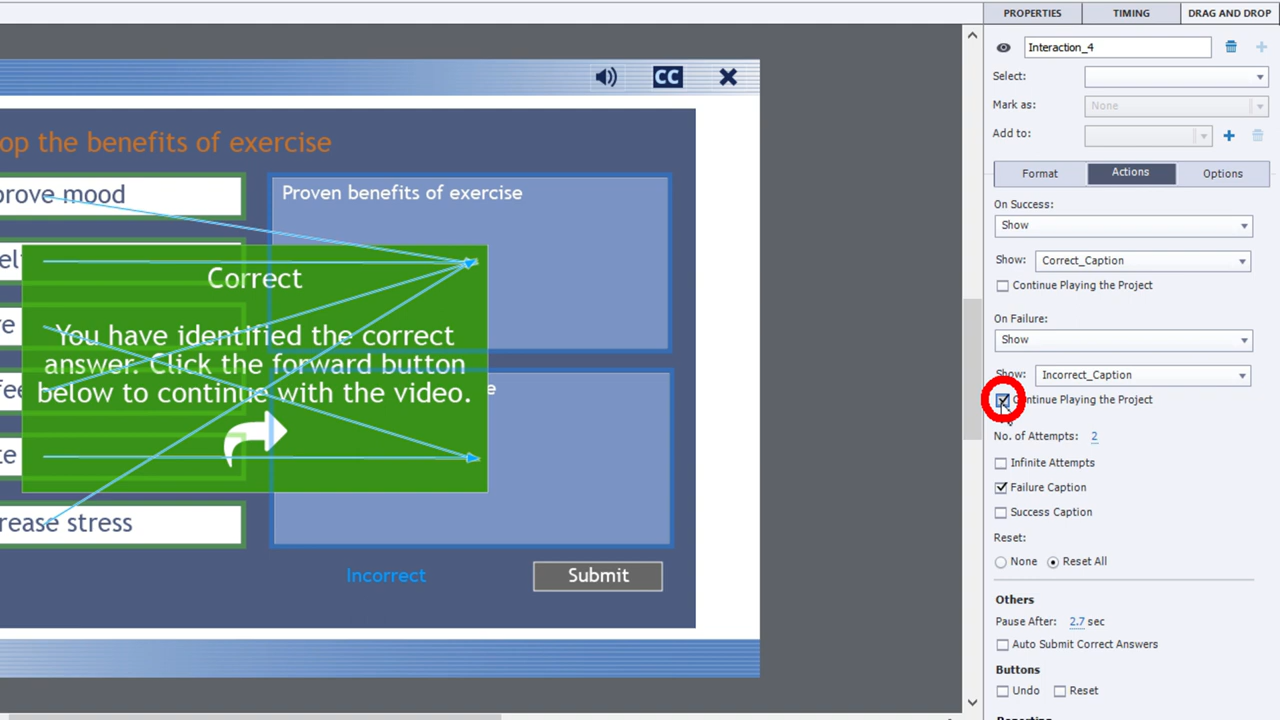 PROPERTIES
TIMING
DRAG AND DROP
Interaction_4
Select:
Mark as:
None
Add to:
Format
Actions
Options
On Success:
Show
Show:
Correct_Caption
Continue Playing the Project
On Failure:
Show
Show:
Incorrect_Caption
Continue Playing the Project
No. of Attempts: 2
Infinite Attempts
Failure Caption
Success Caption
Reset:
None
Reset All
Others
Pause After: 2.7 sec
Auto Submit Correct Answers
Buttons
Undo
Reset
CC
op the benefits of exercise
prove mood
rease stress
Proven benefits of exercise
Correct
You have identified the correct
answer. Click the forward button
below to continue with the video.
Incorrect
Submit